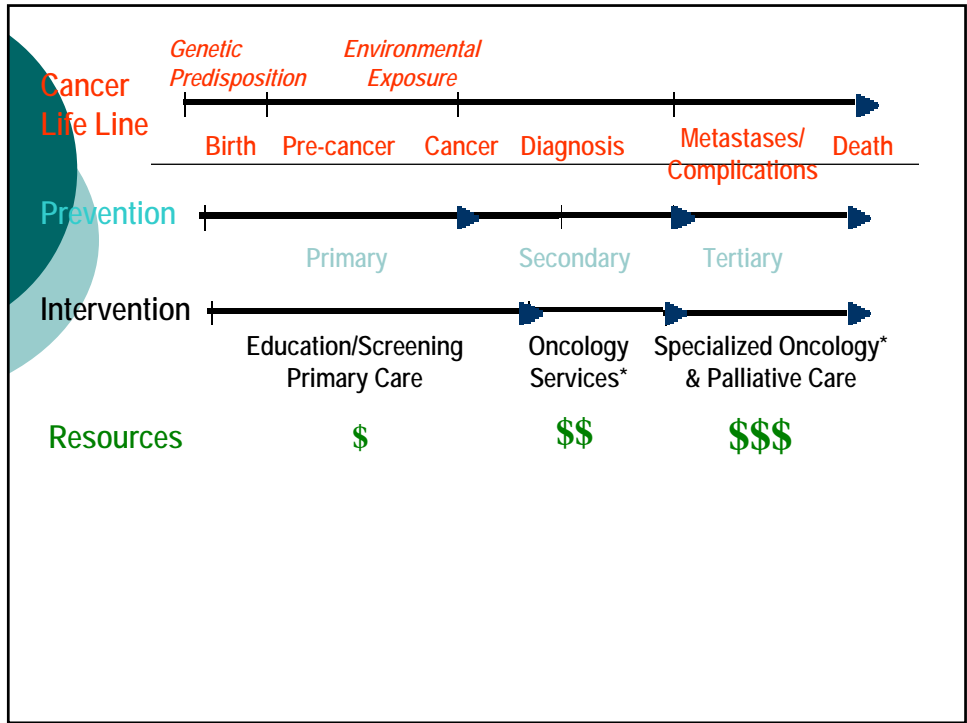 Genetic
Predisposition
Environmental
Exposure
Cancer
Life Line
Birth
Pre-cancer
Cancer
Diagnosis
Metastases/
Complications
Death
Prevention
Primary
Secondary
Tertiary
Intervention
Education/Screening
Primary Care
Oncology
Services*
Specialized Oncology*
& Palliative Care
Resources
$
$$
$$$